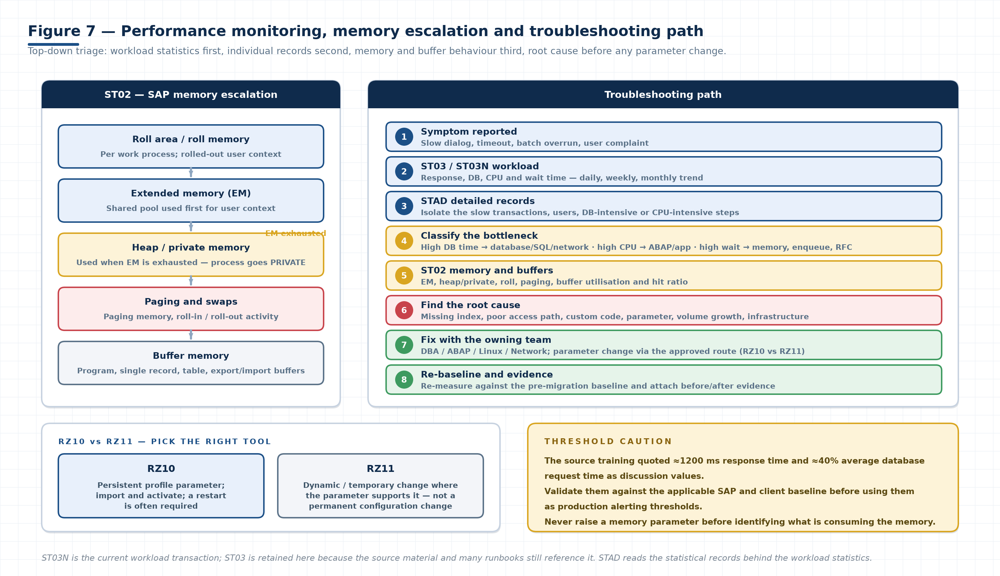 Figure 7 — Performance monitoring, memory escalation and troubleshooting path
Top-down triage: workload statistics first, individual records second, memory and buffer behaviour third, root cause before any parameter change.
ST02 — SAP memory escalation
Roll area / roll memory
Per work process; rolled-out user context
Extended memory (EM)
Shared pool used first for user context
EM exhausted
Heap / private memory
Used when EM is exhausted — process goes PRIVATE
Paging and swaps
Paging memory, roll-in / roll-out activity
Buffer memory
Program, single record, table, export/import buffers
Troubleshooting path
1
Symptom reported
Slow dialog, timeout, batch overrun, user complaint
2
ST03 / ST03N workload
Response, DB, CPU and wait time — daily, weekly, monthly trend
3
STAD detailed records
Isolate the slow transactions, users, DB-intensive or CPU-intensive steps
4
Classify the bottleneck
High DB time → database/SQL/network · high CPU → ABAP/app · high wait → memory, enqueue, RFC
5
ST02 memory and buffers
EM, heap/private, roll, paging, buffer utilisation and hit ratio
6
Find the root cause
Missing index, poor access path, custom code, parameter, volume growth, infrastructure
7
Fix with the owning team
DBA / ABAP / Linux / Network; parameter change via the approved route (RZ10 vs RZ11)
8
Re-baseline and evidence
Re-measure against the pre-migration baseline and attach before/after evidence
RZ10 vs RZ11 — PICK THE RIGHT TOOL
RZ10
Persistent profile parameter;
import and activate; a restart
is often required
RZ11
Dynamic / temporary change where
the parameter supports it — not a
permanent configuration change
THRESHOLD CAUTION
The source training quoted ≈1200 ms response time and ≈40% average database
request time as discussion values.
Validate them against the applicable SAP and client baseline before using them
as production alerting thresholds.
Never raise a memory parameter before identifying what is consuming the memory.
ST03N is the current workload transaction; ST03 is retained here because the source material and many runbooks still reference it. STAD reads the statistical records behind the workload statistics.